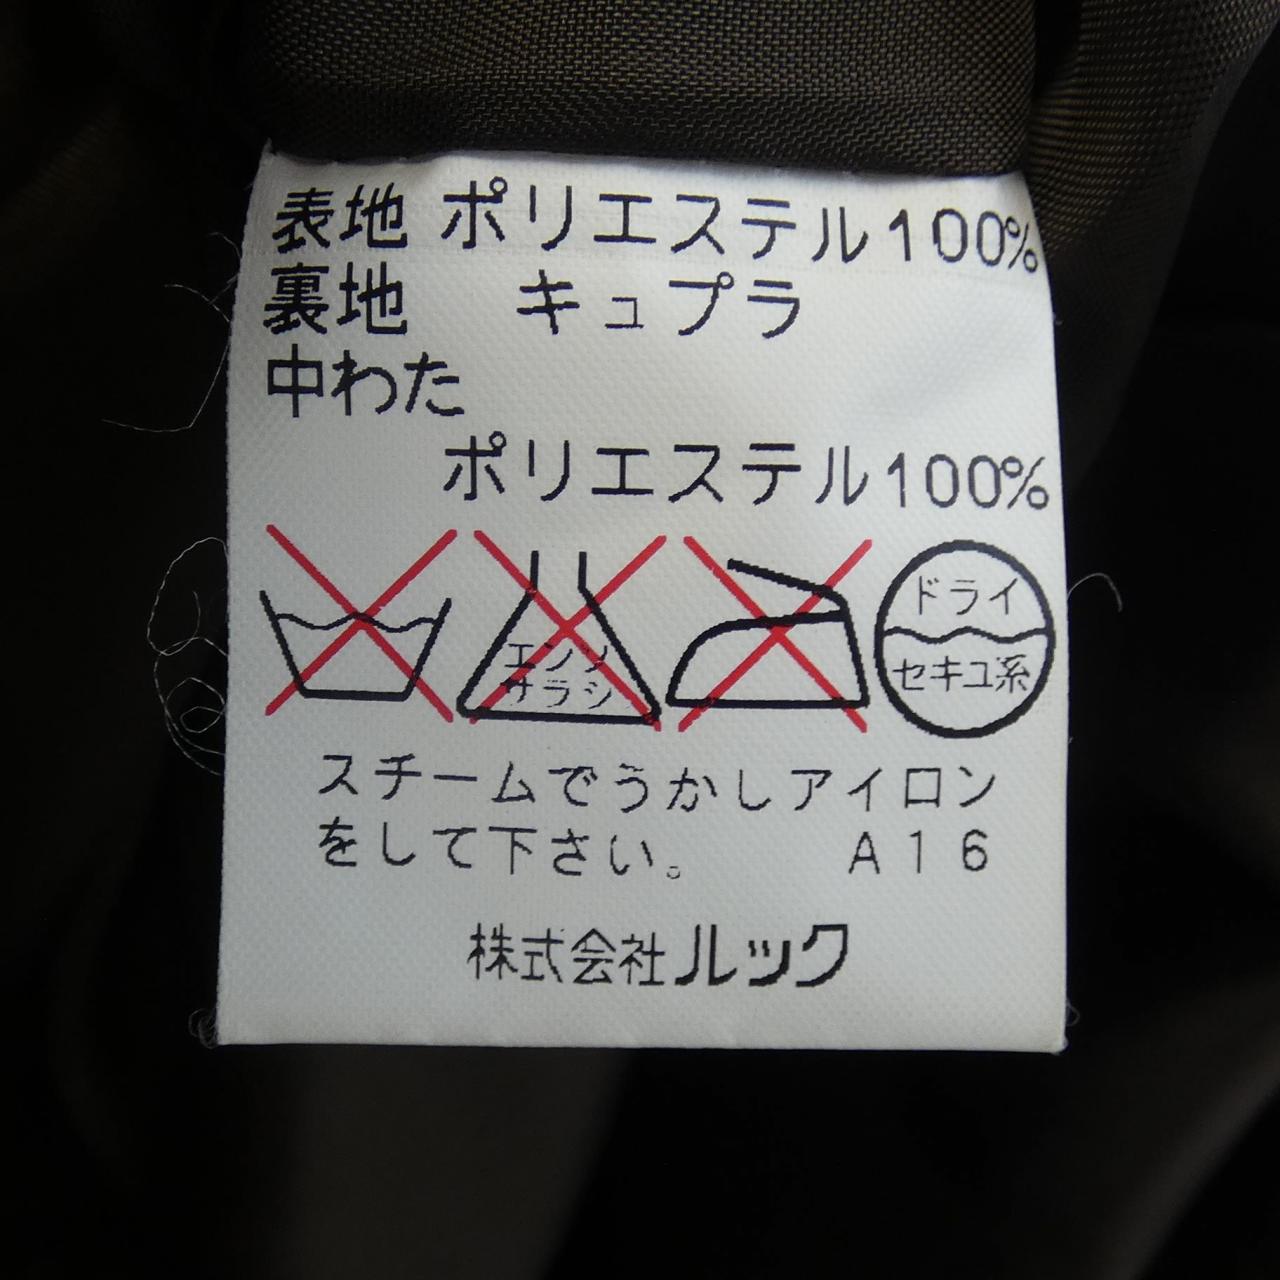 表地 ポリエステル100%
裏地 キュプラ
中わた
ポリエステル100%
エンソ
サラシ
ドライ
セキユ系
スチームでうかしアイロン
をして下さい。 A16
株式会社ルック